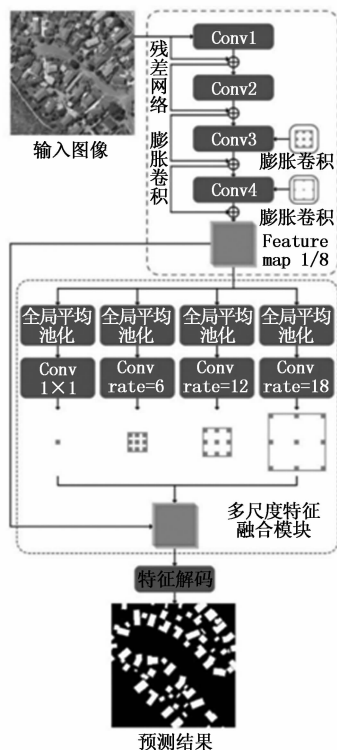 残差网络
膨胀卷积
Conv1
Conv2
Conv3
膨胀卷积
Conv4
膨胀卷积
输入图像
Feature
map 1/8
全局平均
池化
全局平均
池化
全局平均
池化
全局平均
池化
Conv
1×1
Conv
rate=6
Conv
rate=12
Conv
rate=18
多尺度特征
融合模块
特征解码
预测结果